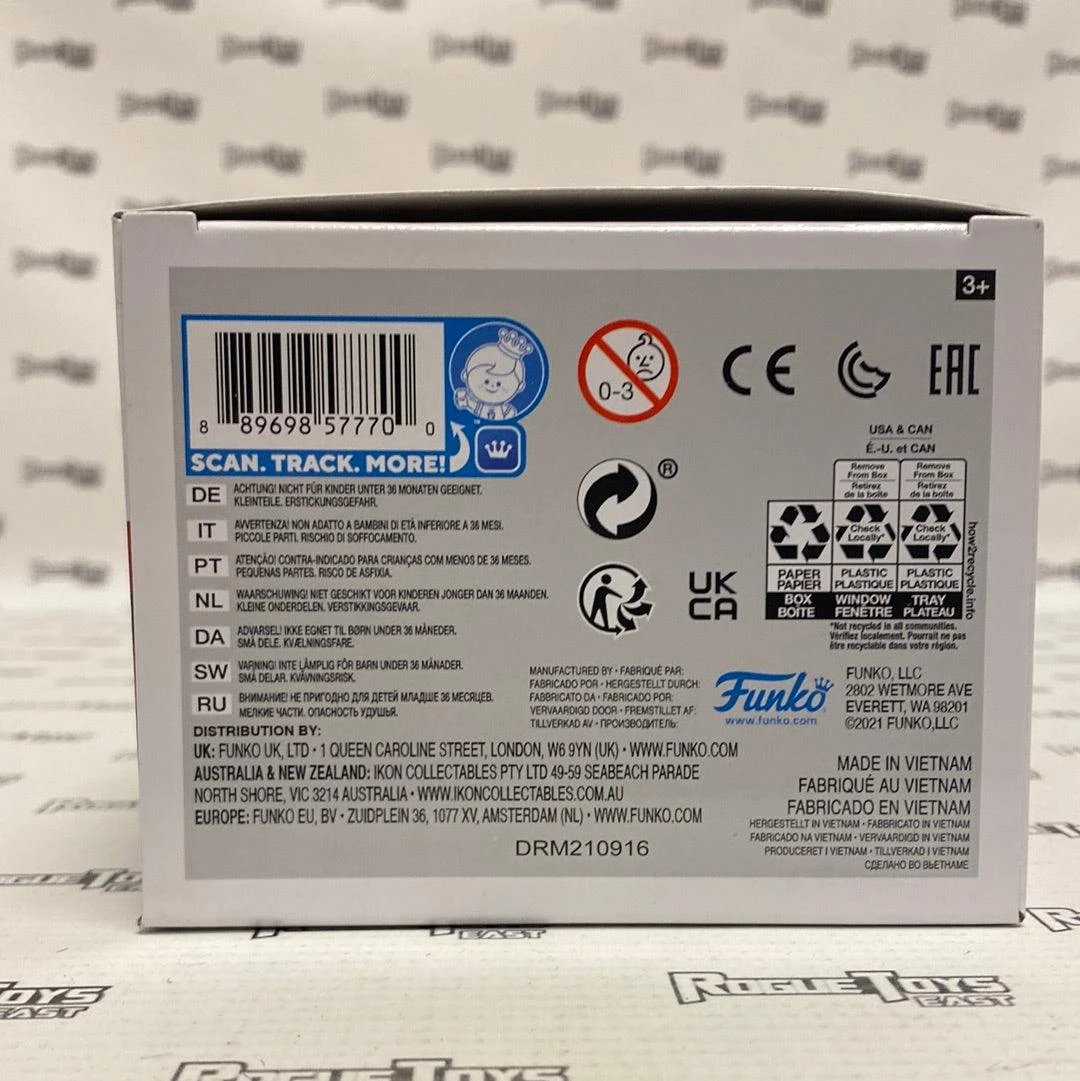 3+
8 89698 57770 0
SCAN. TRACK. MORE!
0-3
CE
EAC
®
UK
CA
USA & CAN
É.-U. et CAN
Remove From Box
Retirez de la boîte
Remove From Box
Retirez de la boîte
Check Locally*
Check Locally*
PAPER PAPIER
PLASTIC PLASTIQUE
PLASTIC PLASTIQUE
BOX BOÎTE
WINDOW FENÊTRE
TRAY PLATEAU
how2recycle.info
*Not recycled in all communities.
Vérifiez localement. Pourrait ne pas
être recyclable dans votre région.
DE ACHTUNG! NICHT FÜR KINDER UNTER 36 MONATEN GEEIGNET.
KLEINTEILE. ERSTICKUNGSGEFAHR.
IT AVVERTENZA! NON ADATTO A BAMBINI DI ETÀ INFERIORE A 36 MESI.
PICCOLE PARTI. RISCHIO DI SOFFOCAMENTO.
PT ATENÇÃO! CONTRA-INDICADO PARA CRIANÇAS COM MENOS DE 36 MESES.
PEQUENAS PARTES. RISCO DE ASFIXIA.
NL WAARSCHUWING! NIET GESCHIKT VOOR KINDEREN JONGER DAN 36 MAANDEN.
KLEINE ONDERDELEN. VERSTIKKINGSGEVAAR.
DA ADVARSEL! IKKE EGNET TIL BØRN UNDER 36 MÅNEDER.
SMÅ DELE. KVÆLNINGSFARE.
SW VARNING! INTE LÄMPLIG FÖR BARN UNDER 36 MÅNADER.
SMÅ DELAR. KVÄVNINGSRISK.
RU ВНИМАНИЕ! НЕ ПРИГОДНО ДЛЯ ДЕТЕЙ МЛАДШЕ 36 МЕСЯЦЕВ.
МЕЛКИЕ ЧАСТИ. ОПАСНОСТЬ УДУШЬЯ.
MANUFACTURED BY • FABRIQUÉ PAR:
FABRICADO POR • HERGESTELLT DURCH:
FABBRICATO DA • FABRICADO POR:
VERVAARDIGD DOOR • FREMSTILLET AF:
TILLVERKAD AV • ПРОИЗВОДИТЕЛЬ:
Funko
www.funko.com
FUNKO, LLC
2802 WETMORE AVE
EVERETT, WA 98201
©2021 FUNKO,LLC
DISTRIBUTION BY:
UK: FUNKO UK, LTD • 1 QUEEN CAROLINE STREET, LONDON, W6 9YN (UK) • WWW.FUNKO.COM
AUSTRALIA & NEW ZEALAND: IKON COLLECTABLES PTY LTD 49-59 SEABEACH PARADE
NORTH SHORE, VIC 3214 AUSTRALIA • WWW.IKONCOLLECTABLES.COM.AU
EUROPE: FUNKO EU, BV • ZUIDPLEIN 36, 1077 XV, AMSTERDAM (NL) • WWW.FUNKO.COM
DRM210916
MADE IN VIETNAM
FABRIQUÉ AU VIETNAM
FABRICADO EN VIETNAM
HERGESTELLT IN VIETNAM • FABBRICATO IN VIETNAM
FABRICADO NA VIETNAM • VERVAARDIGD IN VIETNAM
PRODUCERET I VIETNAM • TILLVERKAD I VIETNAM
СДЕЛАНО ВО ВЬЕТНАМЕ
ROGUE TOYS
EAST